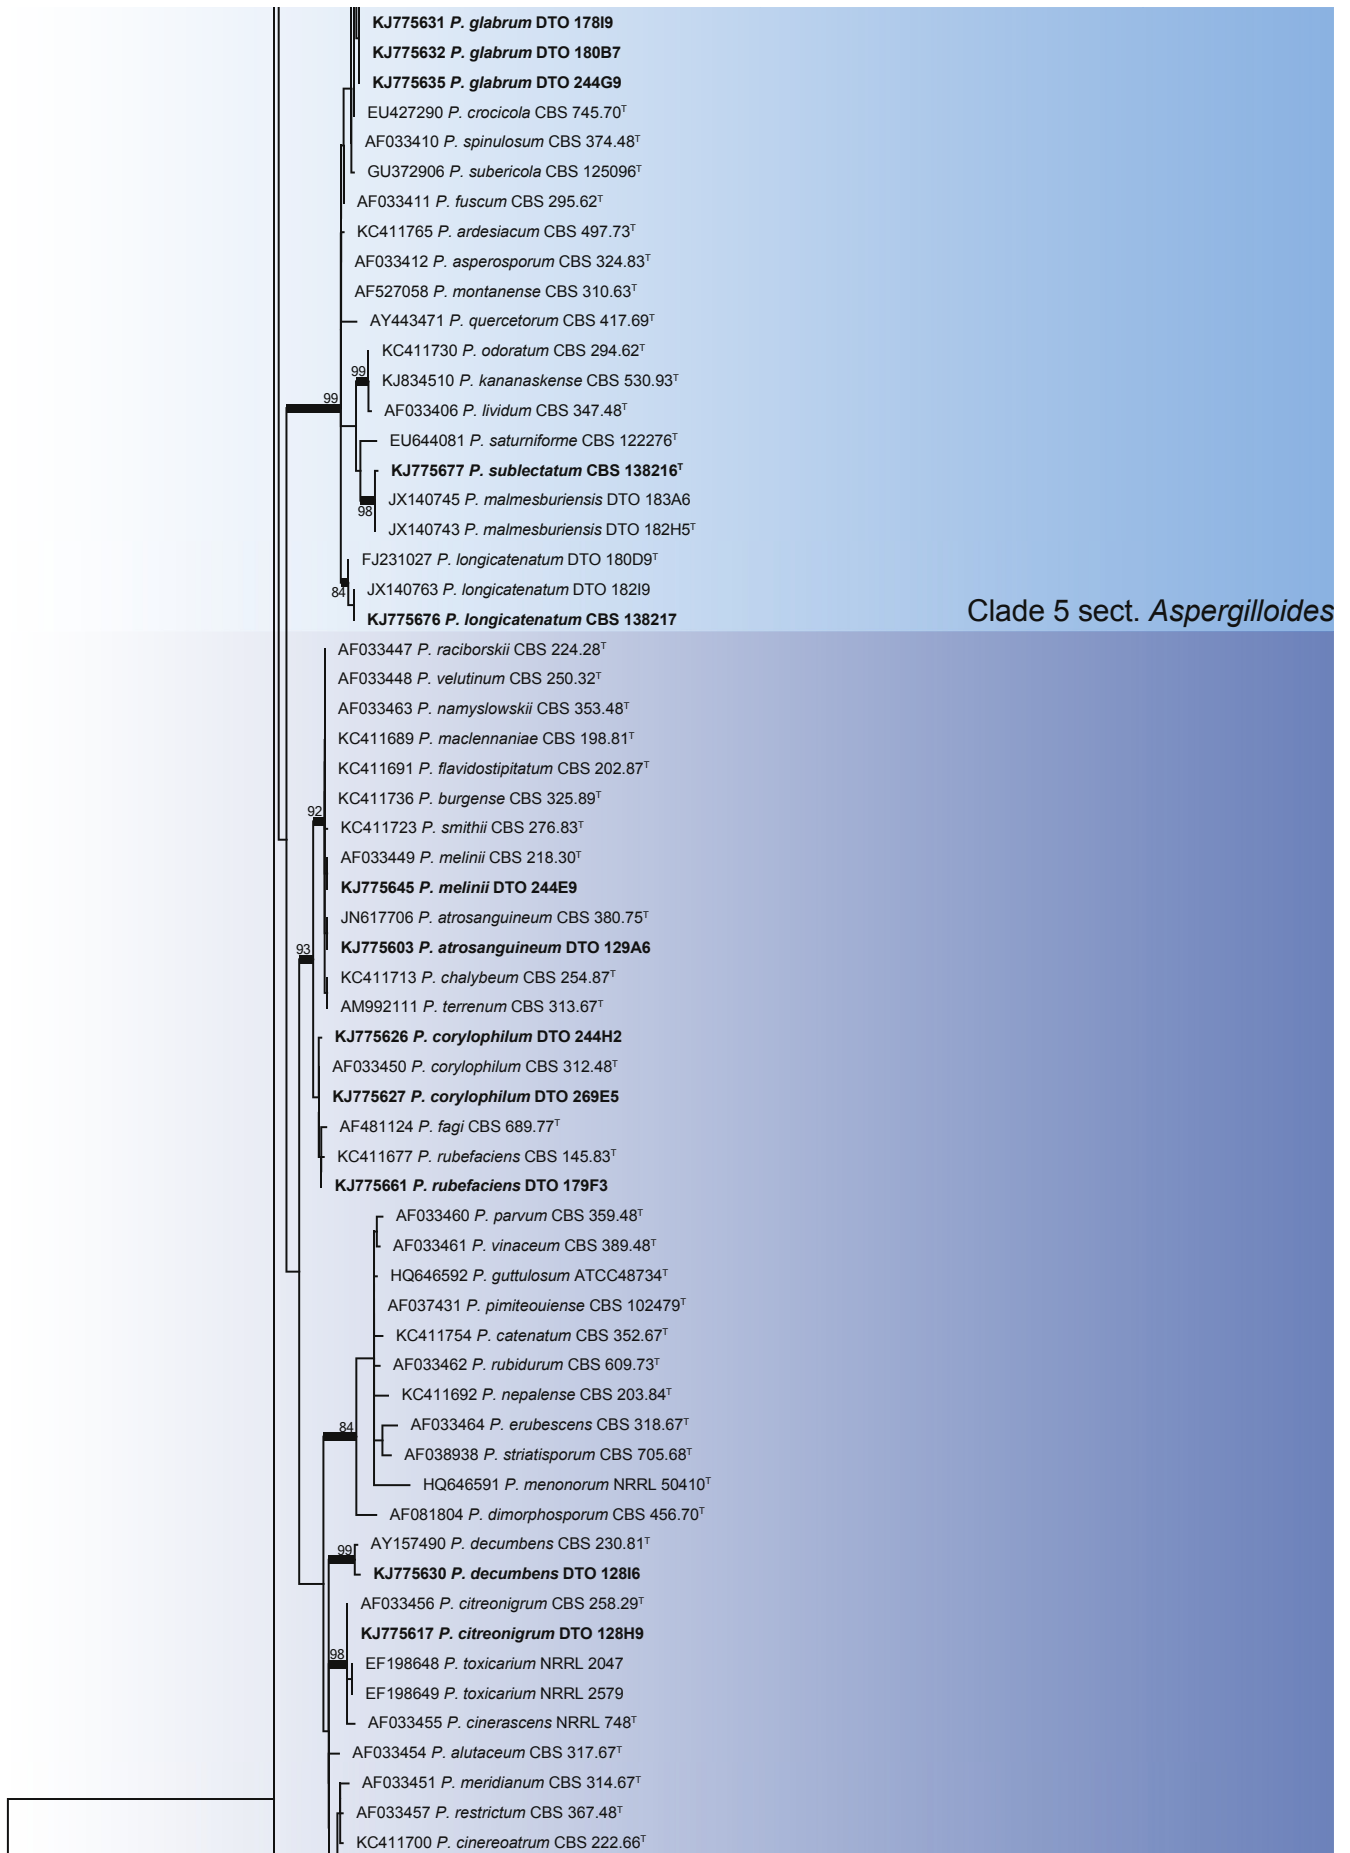 KJ775631 P. glabrum DTO 178I9
KJ775632 P. glabrum DTO 180B7
KJ775635 P. glabrum DTO 244G9
EU427290 P. crocicola CBS 745.70ᵀ
AF033410 P. spinulosum CBS 374.48ᵀ
GU372906 P. subericola CBS 125096ᵀ
AF033411 P. fuscum CBS 295.62ᵀ
KC411765 P. ardesiacum CBS 497.73ᵀ
AF033412 P. asperosporum CBS 324.83ᵀ
AF527058 P. montanense CBS 310.63ᵀ
AY443471 P. quercetorum CBS 417.69ᵀ
KC411730 P. odoratum CBS 294.62ᵀ
99
KJ834510 P. kananaskense CBS 530.93ᵀ
99
AF033406 P. lividum CBS 347.48ᵀ
EU644081 P. saturniforme CBS 122276ᵀ
KJ775677 P. sublectatum CBS 138216ᵀ
JX140745 P. malmesburiensis DTO 183A6
98
JX140743 P. malmesburiensis DTO 182H5ᵀ
FJ231027 P. longicatenatum DTO 180D9ᵀ
84
JX140763 P. longicatenatum DTO 182I9
KJ775676 P. longicatenatum CBS 138217
Clade 5 sect. Aspergilloides
AF033447 P. raciborskii CBS 224.28ᵀ
AF033448 P. velutinum CBS 250.32ᵀ
AF033463 P. namyslowskii CBS 353.48ᵀ
KC411689 P. maclennaniae CBS 198.81ᵀ
KC411691 P. flavidostipitatum CBS 202.87ᵀ
KC411736 P. burgense CBS 325.89ᵀ
92
KC411723 P. smithii CBS 276.83ᵀ
AF033449 P. melinii CBS 218.30ᵀ
KJ775645 P. melinii DTO 244E9
JN617706 P. atrosanguineum CBS 380.75ᵀ
93
KJ775603 P. atrosanguineum DTO 129A6
KC411713 P. chalybeum CBS 254.87ᵀ
AM992111 P. terrenum CBS 313.67ᵀ
KJ775626 P. corylophilum DTO 244H2
AF033450 P. corylophilum CBS 312.48ᵀ
KJ775627 P. corylophilum DTO 269E5
AF481124 P. fagi CBS 689.77ᵀ
KC411677 P. rubefaciens CBS 145.83ᵀ
KJ775661 P. rubefaciens DTO 179F3
AF033460 P. parvum CBS 359.48ᵀ
AF033461 P. vinaceum CBS 389.48ᵀ
HQ646592 P. guttulosum ATCC48734ᵀ
AF037431 P. pimiteouiense CBS 102479ᵀ
KC411754 P. catenatum CBS 352.67ᵀ
AF033462 P. rubidurum CBS 609.73ᵀ
KC411692 P. nepalense CBS 203.84ᵀ
84
AF033464 P. erubescens CBS 318.67ᵀ
AF038938 P. striatisporum CBS 705.68ᵀ
HQ646591 P. menonorum NRRL 50410ᵀ
AF081804 P. dimorphosporum CBS 456.70ᵀ
99
AY157490 P. decumbens CBS 230.81ᵀ
KJ775630 P. decumbens DTO 128I6
AF033456 P. citreonigrum CBS 258.29ᵀ
KJ775617 P. citreonigrum DTO 128H9
98
EF198648 P. toxicarium NRRL 2047
EF198649 P. toxicarium NRRL 2579
AF033455 P. cinerascens NRRL 748ᵀ
AF033454 P. alutaceum CBS 317.67ᵀ
AF033451 P. meridianum CBS 314.67ᵀ
AF033457 P. restrictum CBS 367.48ᵀ
KC411700 P. cinereoatrum CBS 222.66ᵀ